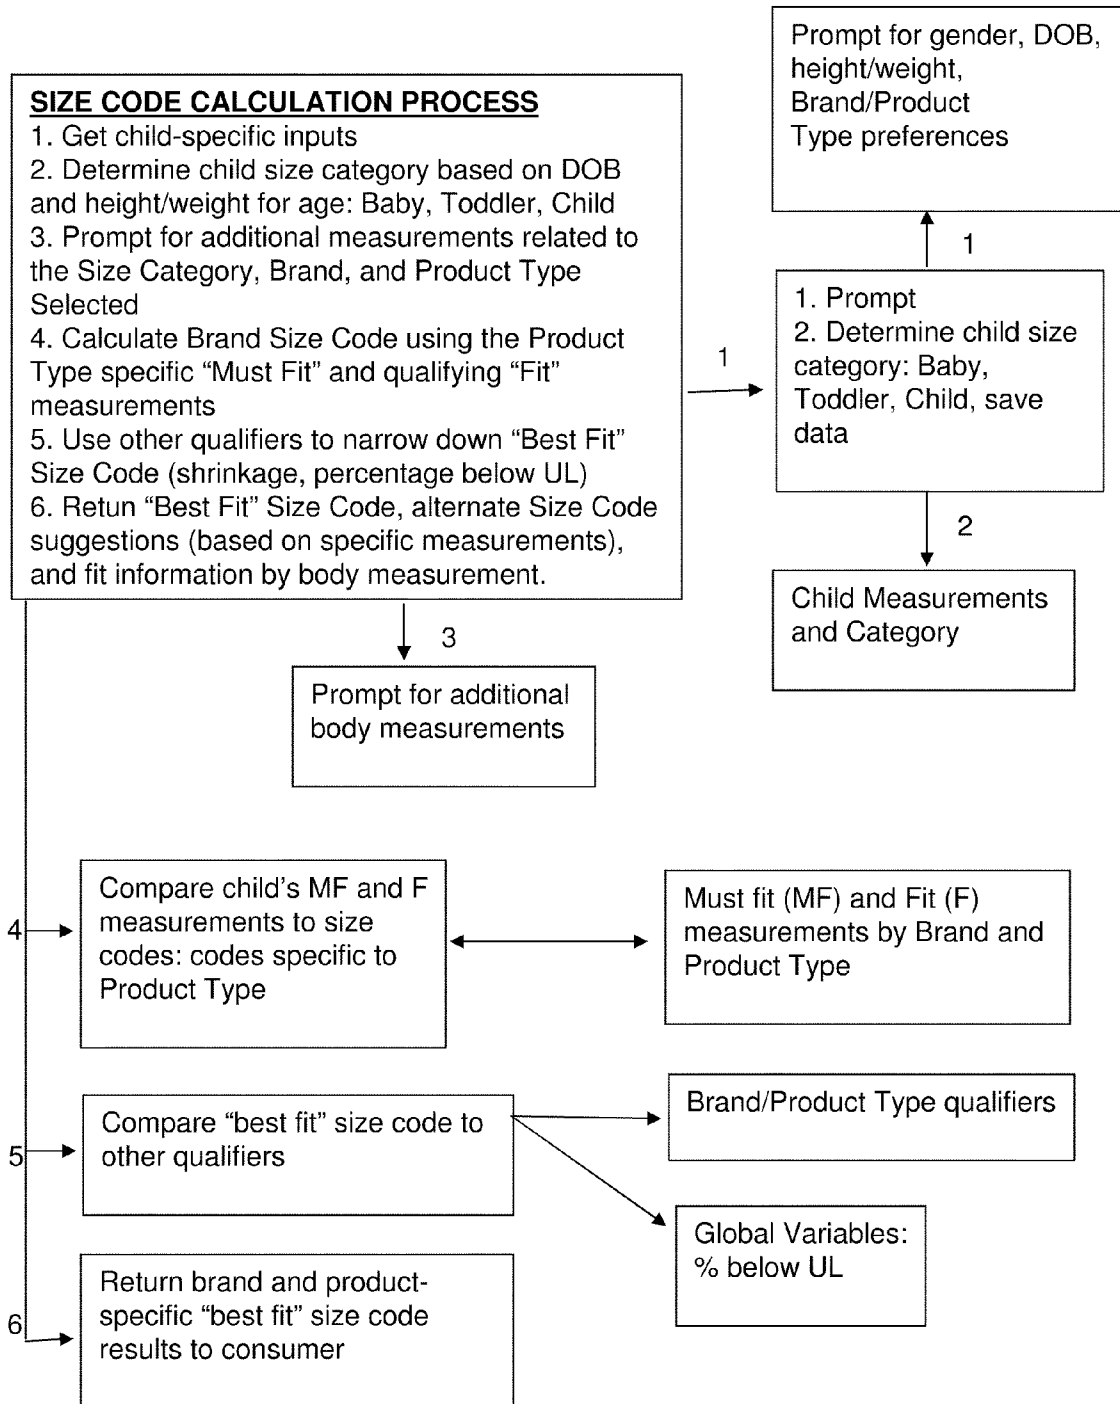 Prompt for gender, DOB,
height/weight,
Brand/Product
Type preferences
SIZE CODE CALCULATION PROCESS
1. Get child-specific inputs
2. Determine child size category based on DOB
and height/weight for age: Baby, Toddler, Child
3. Prompt for additional measurements related to
the Size Category, Brand, and Product Type
Selected
4. Calculate Brand Size Code using the Product
Type specific “Must Fit” and qualifying “Fit”
measurements
5. Use other qualifiers to narrow down “Best Fit”
Size Code (shrinkage, percentage below UL)
6. Retun “Best Fit” Size Code, alternate Size Code
suggestions (based on specific measurements),
and fit information by body measurement.
1
1
1. Prompt
2. Determine child size
category: Baby,
Toddler, Child, save
data
2
Child Measurements
and Category
3
Prompt for additional
body measurements
4
Compare child’s MF and F
measurements to size
codes: codes specific to
Product Type
Must fit (MF) and Fit (F)
measurements by Brand and
Product Type
5
Compare “best fit” size code to
other qualifiers
Brand/Product Type qualifiers
Global Variables:
% below UL
6
Return brand and product-
specific “best fit” size code
results to consumer